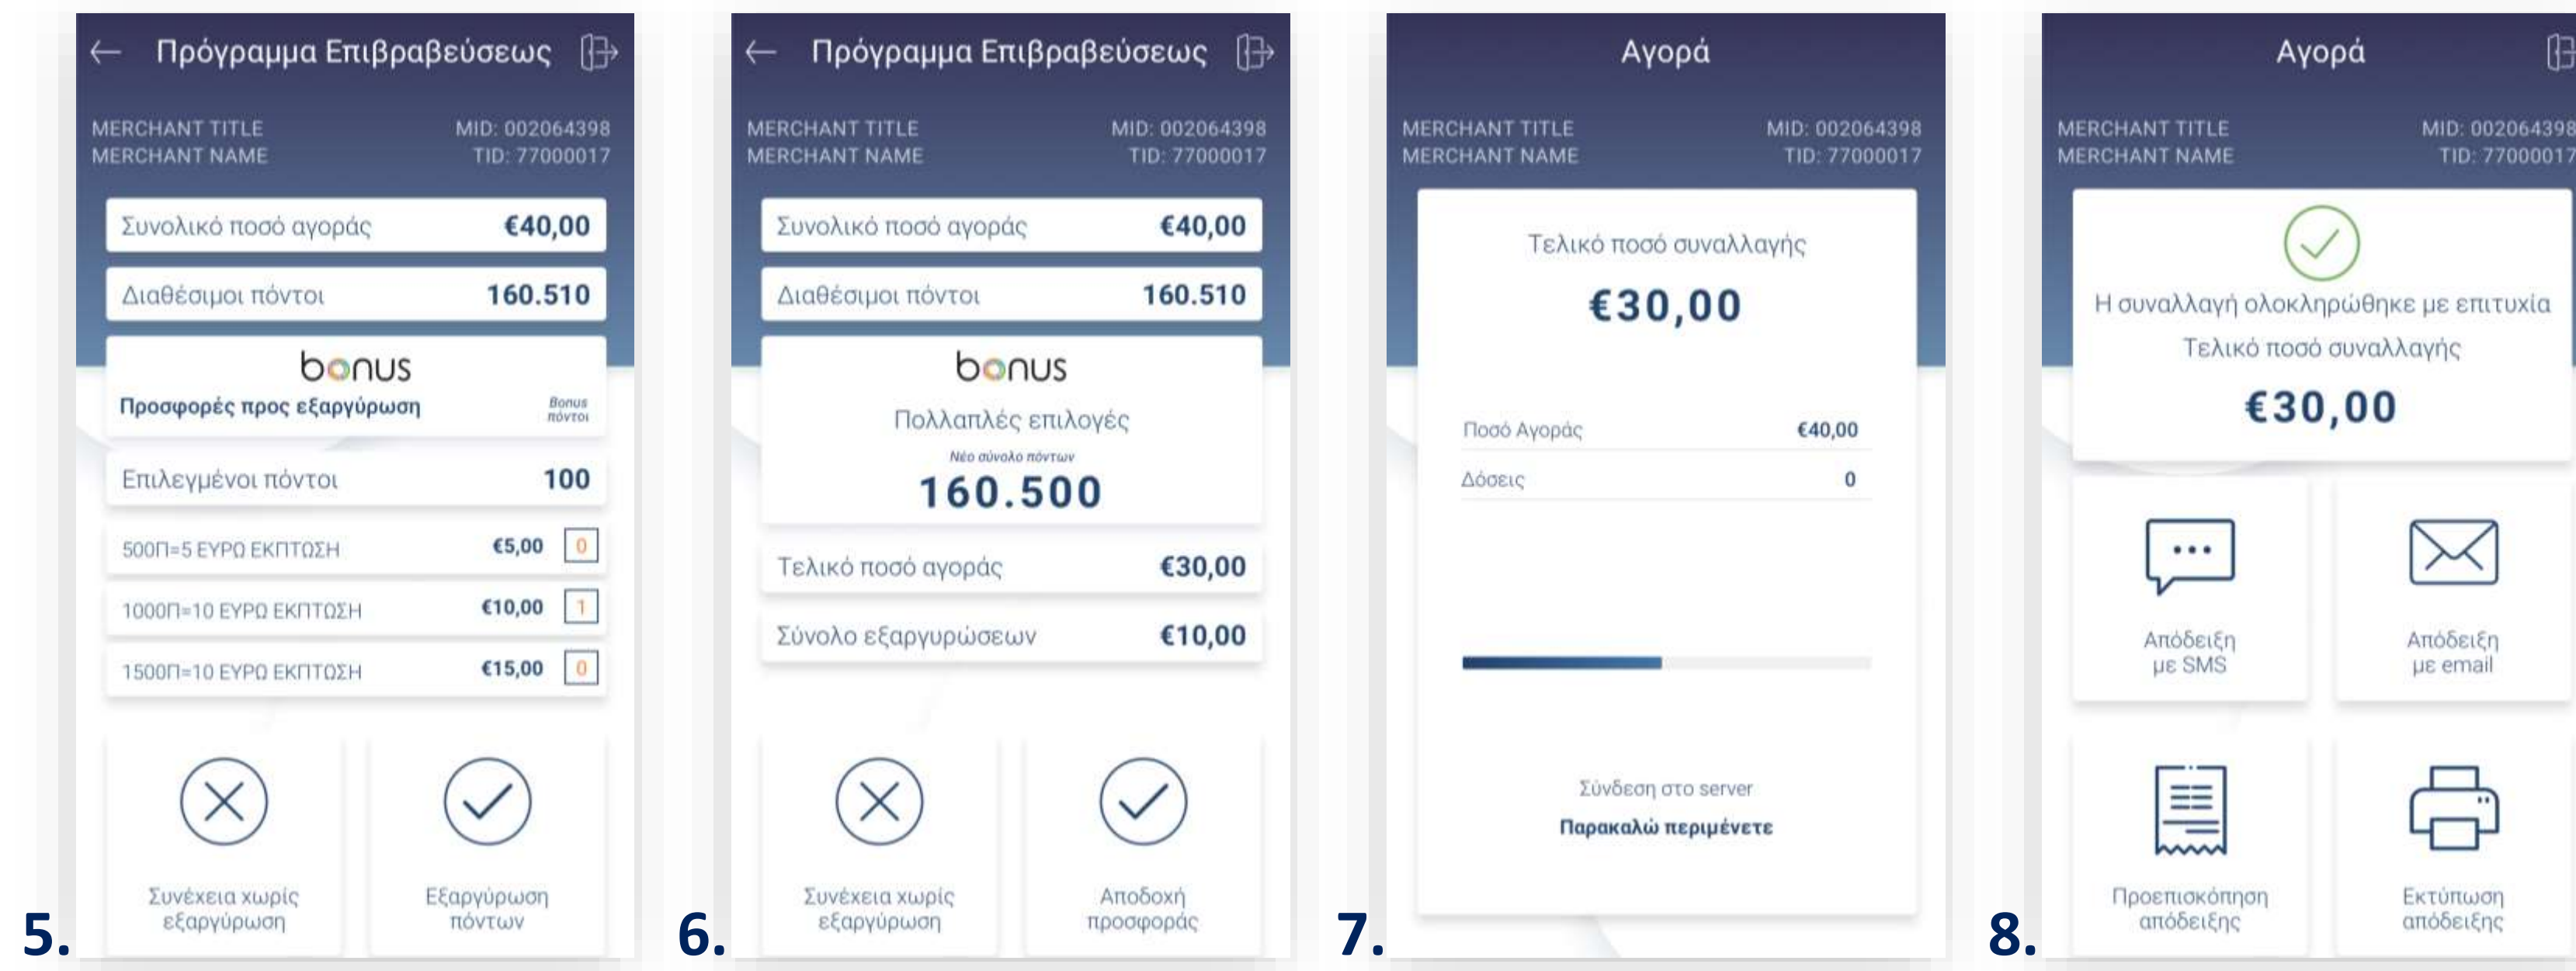 Πρόγραμμα Επιβραβεύσεως
MERCHANT TITLE MID: 002064398
MERCHANT NAME TID: 77000017
Συνολικό ποσό αγοράς €40,00
Διαθέσιμοι πόντοι 160.510
bonus
Προσφορές προς εξαργύρωση Bonus πόντοι
Επιλεγμένοι πόντοι 100
500Π=5 ΕΥΡΩ ΕΚΠΤΩΣΗ €5,00 0
1000Π=10 ΕΥΡΩ ΕΚΠΤΩΣΗ €10,00 1
1500Π=10 ΕΥΡΩ ΕΚΠΤΩΣΗ €15,00 0
Συνέχεια χωρίς
εξαργύρωση
Εξαργύρωση
πόντων
5.
Πρόγραμμα Επιβραβεύσεως
MERCHANT TITLE MID: 002064398
MERCHANT NAME TID: 77000017
Συνολικό ποσό αγοράς €40,00
Διαθέσιμοι πόντοι 160.510
bonus
Πολλαπλές επιλογές
Νέο σύνολο πόντων
160.500
Τελικό ποσό αγοράς €30,00
Σύνολο εξαργυρώσεων €10,00
Συνέχεια χωρίς
εξαργύρωση
Αποδοχή
προσφοράς
6.
Αγορά
MERCHANT TITLE MID: 002064398
MERCHANT NAME TID: 77000017
Τελικό ποσό συναλλαγής
€30,00
Ποσό Αγοράς €40,00
Δόσεις 0
Σύνδεση στο server
Παρακαλώ περιμένετε
7.
Αγορά
MERCHANT TITLE MID: 002064398
MERCHANT NAME TID: 77000017
Η συναλλαγή ολοκληρώθηκε με επιτυχία
Τελικό ποσό συναλλαγής
€30,00
Απόδειξη
με SMS
Απόδειξη
με email
Προεπισκόπηση
απόδειξης
Εκτύπωση
απόδειξης
8.